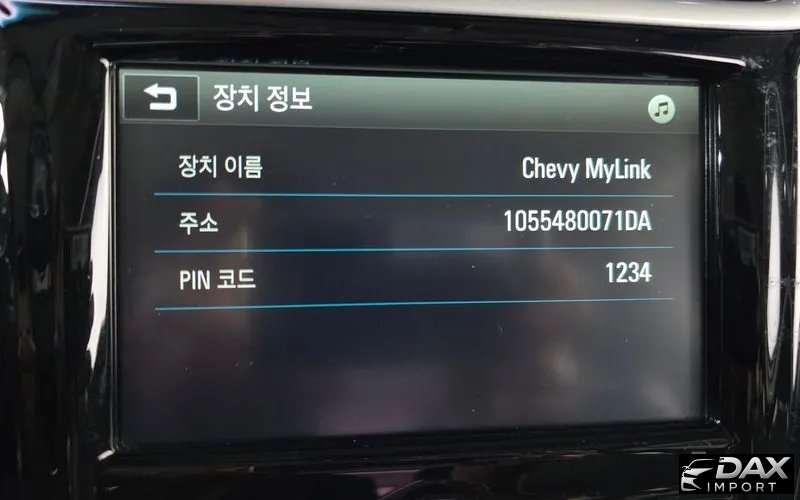 장치 정보
장치 이름 Chevy MyLink
주소 1055480071DA
PIN 코드 1234
DAX
IMPORT